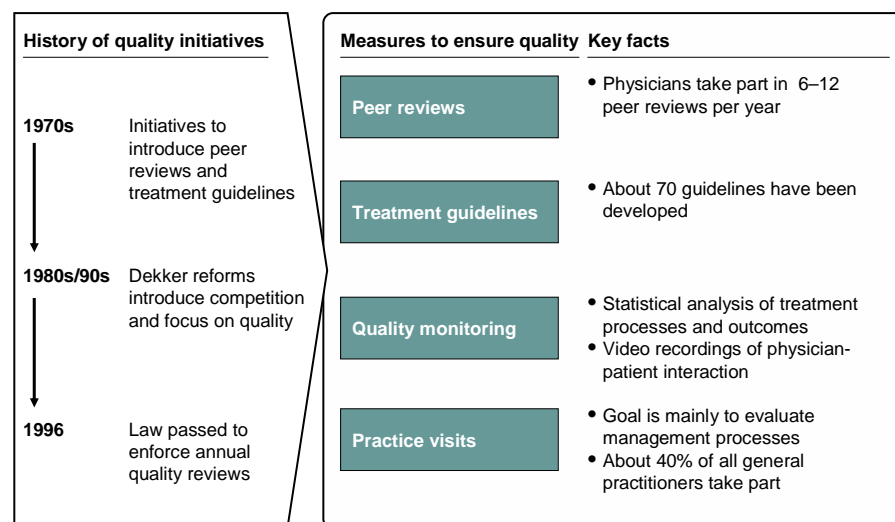 History of quality initiatives
1970s
Initiatives to
introduce peer
reviews and
treatment guidelines
1980s/90s
Dekker reforms
introduce competition
and focus on quality
1996
Law passed to
enforce annual
quality reviews
Measures to ensure quality
Key facts
Peer reviews
• Physicians take part in 6–12
peer reviews per year
Treatment guidelines
• About 70 guidelines have been
developed
Quality monitoring
• Statistical analysis of treatment
processes and outcomes
• Video recordings of physician-
patient interaction
Practice visits
• Goal is mainly to evaluate
management processes
• About 40% of all general
practitioners take part